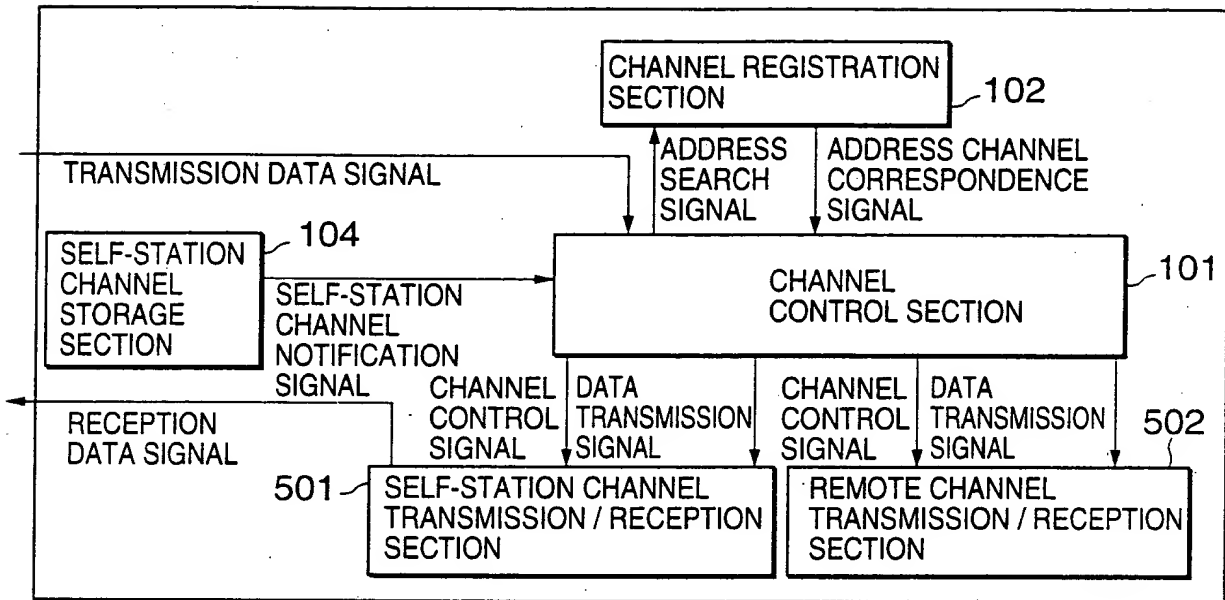 CHANNEL REGISTRATION
SECTION
102
TRANSMISSION DATA SIGNAL
ADDRESS
SEARCH
SIGNAL
ADDRESS CHANNEL
CORRESPONDENCE
SIGNAL
SELF-STATION
CHANNEL
STORAGE
SECTION
104
SELF-STATION
CHANNEL
NOTIFICATION
SIGNAL
CHANNEL
CONTROL SECTION
101
RECEPTION
DATA SIGNAL
CHANNEL
CONTROL
SIGNAL
DATA
TRANSMISSION
SIGNAL
CHANNEL
CONTROL
SIGNAL
DATA
TRANSMISSION
SIGNAL
501
SELF-STATION CHANNEL
TRANSMISSION / RECEPTION
SECTION
502
REMOTE CHANNEL
TRANSMISSION / RECEPTION
SECTION